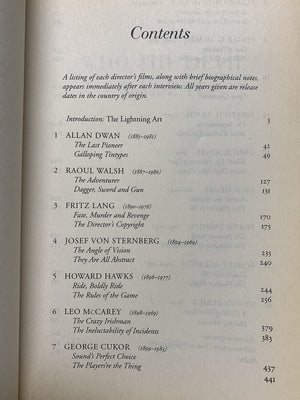 Contents
A listing of each director's films, along with brief biographical notes,
appears immediately after each interview. All years given are release
dates in the country of origin.
Introduction: The Lightning Art 3
1 ALLAN DWAN (1885–1981)
The Last Pioneer 42
Galloping Tintypes 49
2 RAOUL WALSH (1887–1980)
The Adventurer 127
Dagger, Sword and Gun 131
3 FRITZ LANG (1890–1976)
Fate, Murder and Revenge 170
The Director's Copyright 175
4 JOSEF VON STERNBERG (1894–1969)
The Angle of Vision 235
They Are All Abstract 240
5 HOWARD HAWKS (1896–1977)
Ride, Boldly Ride 244
The Rules of the Game 256
6 LEO McCAREY (1898–1969)
The Crazy Irishman 379
The Ineluctability of Incidents 383
7 GEORGE CUKOR (1899–1983)
Sound's Perfect Choice 437
The Player're the Thing 441